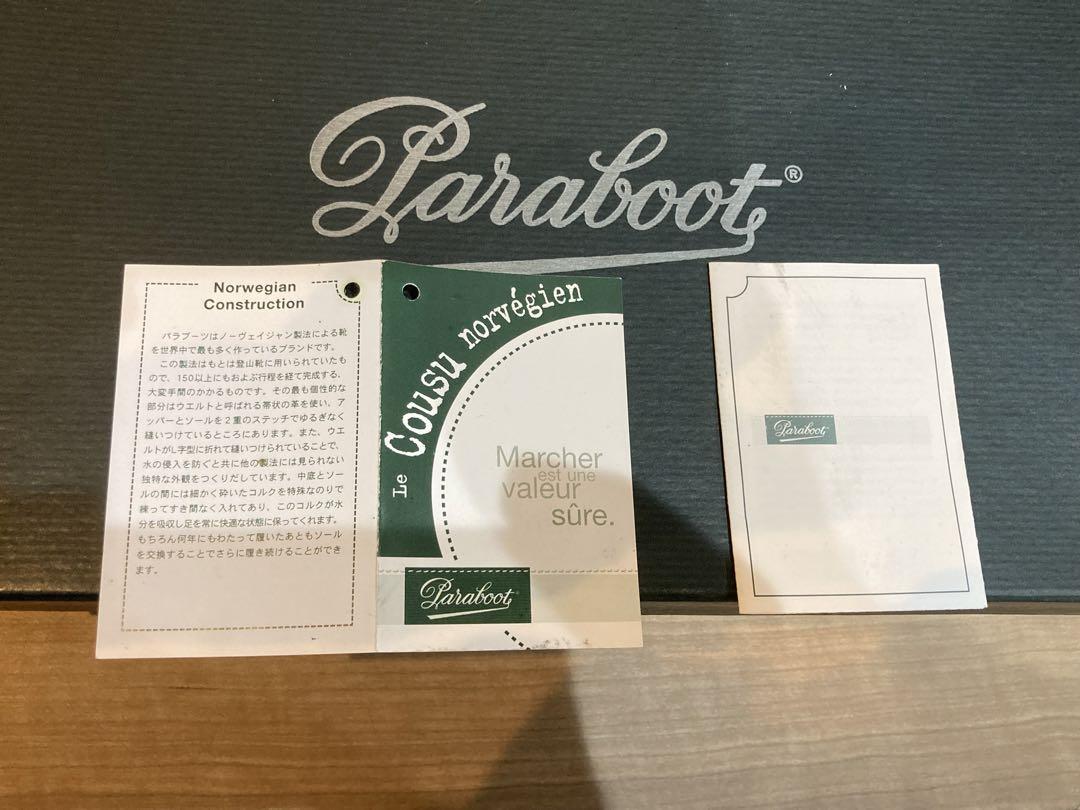 Paraboot®
Norwegian
Construction
パラブーツはノーヴェイジャン製法による靴
を世界中で最も多く作っているブランドです。
この製法はもとは登山靴に用いられていたも
ので、150以上にもおよぶ行程を経て完成する、
大変手間のかかるものです。その最も個性的な
部分はウエルトと呼ばれる帯状の革を使い、ア
ッパーとソールを2重のステッチでゆるぎなく
縫いつけているところにあります。また、ウエ
ルトがL字型に折れて縫いつけられていることで、
水の侵入を防ぐと共に他の製法には見られない
独特な外観をつくりだしています。中底とソー
ルの間には細かく砕いたコルクを特殊なのりで
練ってすき間なく入れてあり、このコルクが水
分を吸収し足を常に快適な状態に保ってくれます。
もちろん何年にもわたって履いたあともソール
を交換することでさらに履き続けることができ
ます。
Le Cousu norvégien
Marcher
est une
valeur
sûre.
Paraboot
Paraboot